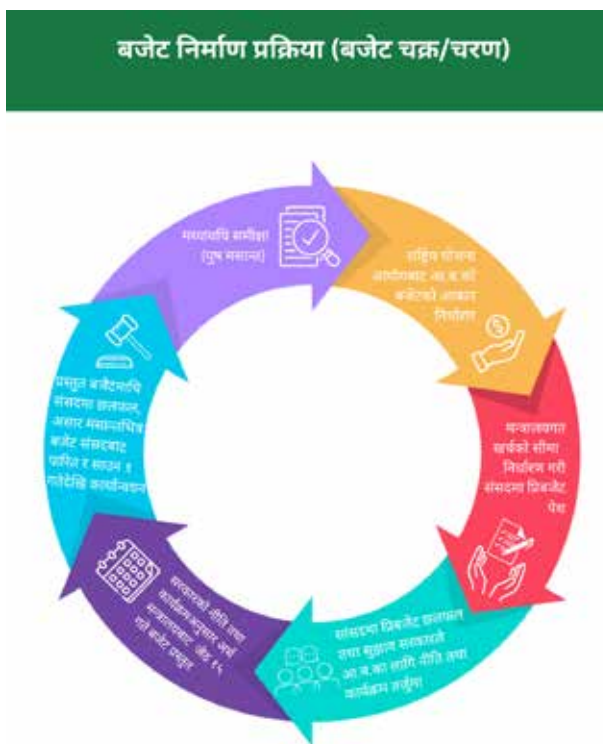 बजेट निर्माण प्रक्रिया (बजेट चक्र/चरण)
मध्यावधि समीक्षा
(पुष मसान्त)
राष्ट्रिय योजना
आयोगबाट आ.ब.को
बजेटको आकार
निर्धारण
मन्त्रालयगत
खर्चको सीमा
निर्धारण गरी
संसदमा प्रिबजेट
पेश
सांसदमा प्रिबजेट छलफल
तथा सुझाव सरकारले
आ.ब.का लागि नीति तथा
कार्यक्रम तर्जुमा
सरकारको नीति तथा
कार्यक्रमअनुसार अर्थ
मन्त्रालयबाट जेठ १५
गते बजेट प्रस्तुत
प्रस्तुत बजेटमाथि
संसदमा छलफल,
असार मसान्तभित्र
बजेट संसदबाट
पारित र साउन १
गतेदेखि कार्यान्वयन